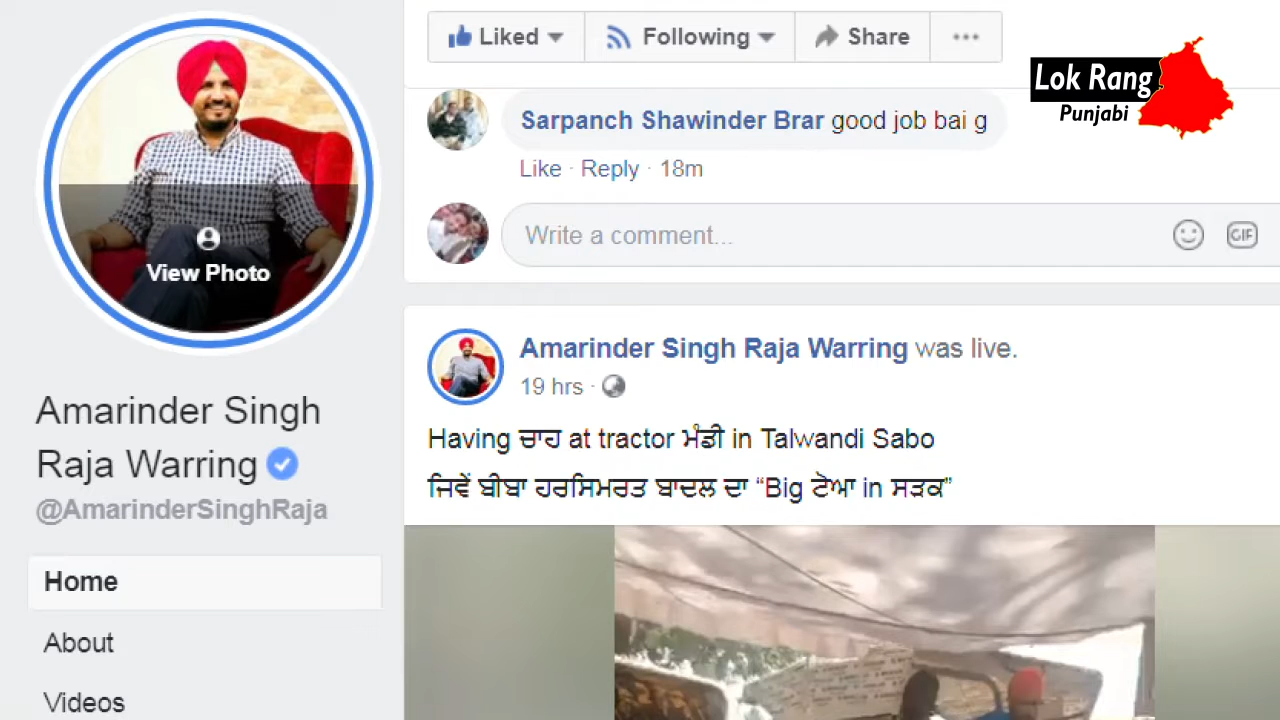 Liked
Following
Share
Lok Rang
Punjabi
Sarpanch Shawinder Brar good job bai g
Like · Reply · 18m
Write a comment...
GIF
View Photo
Amarinder Singh Raja Warring was live.
19 hrs ·
Having ਚਾਹ at tractor ਮੰਡੀ in Talwandi Sabo
ਜਿਵੇਂ ਬੀਬਾ ਹਰਸਿਮਰਤ ਬਾਦਲ ਦਾ “Big ਟੋਆ in ਸੜਕ”
Amarinder Singh
Raja Warring
@AmarinderSinghRaja
Home
About
Videos